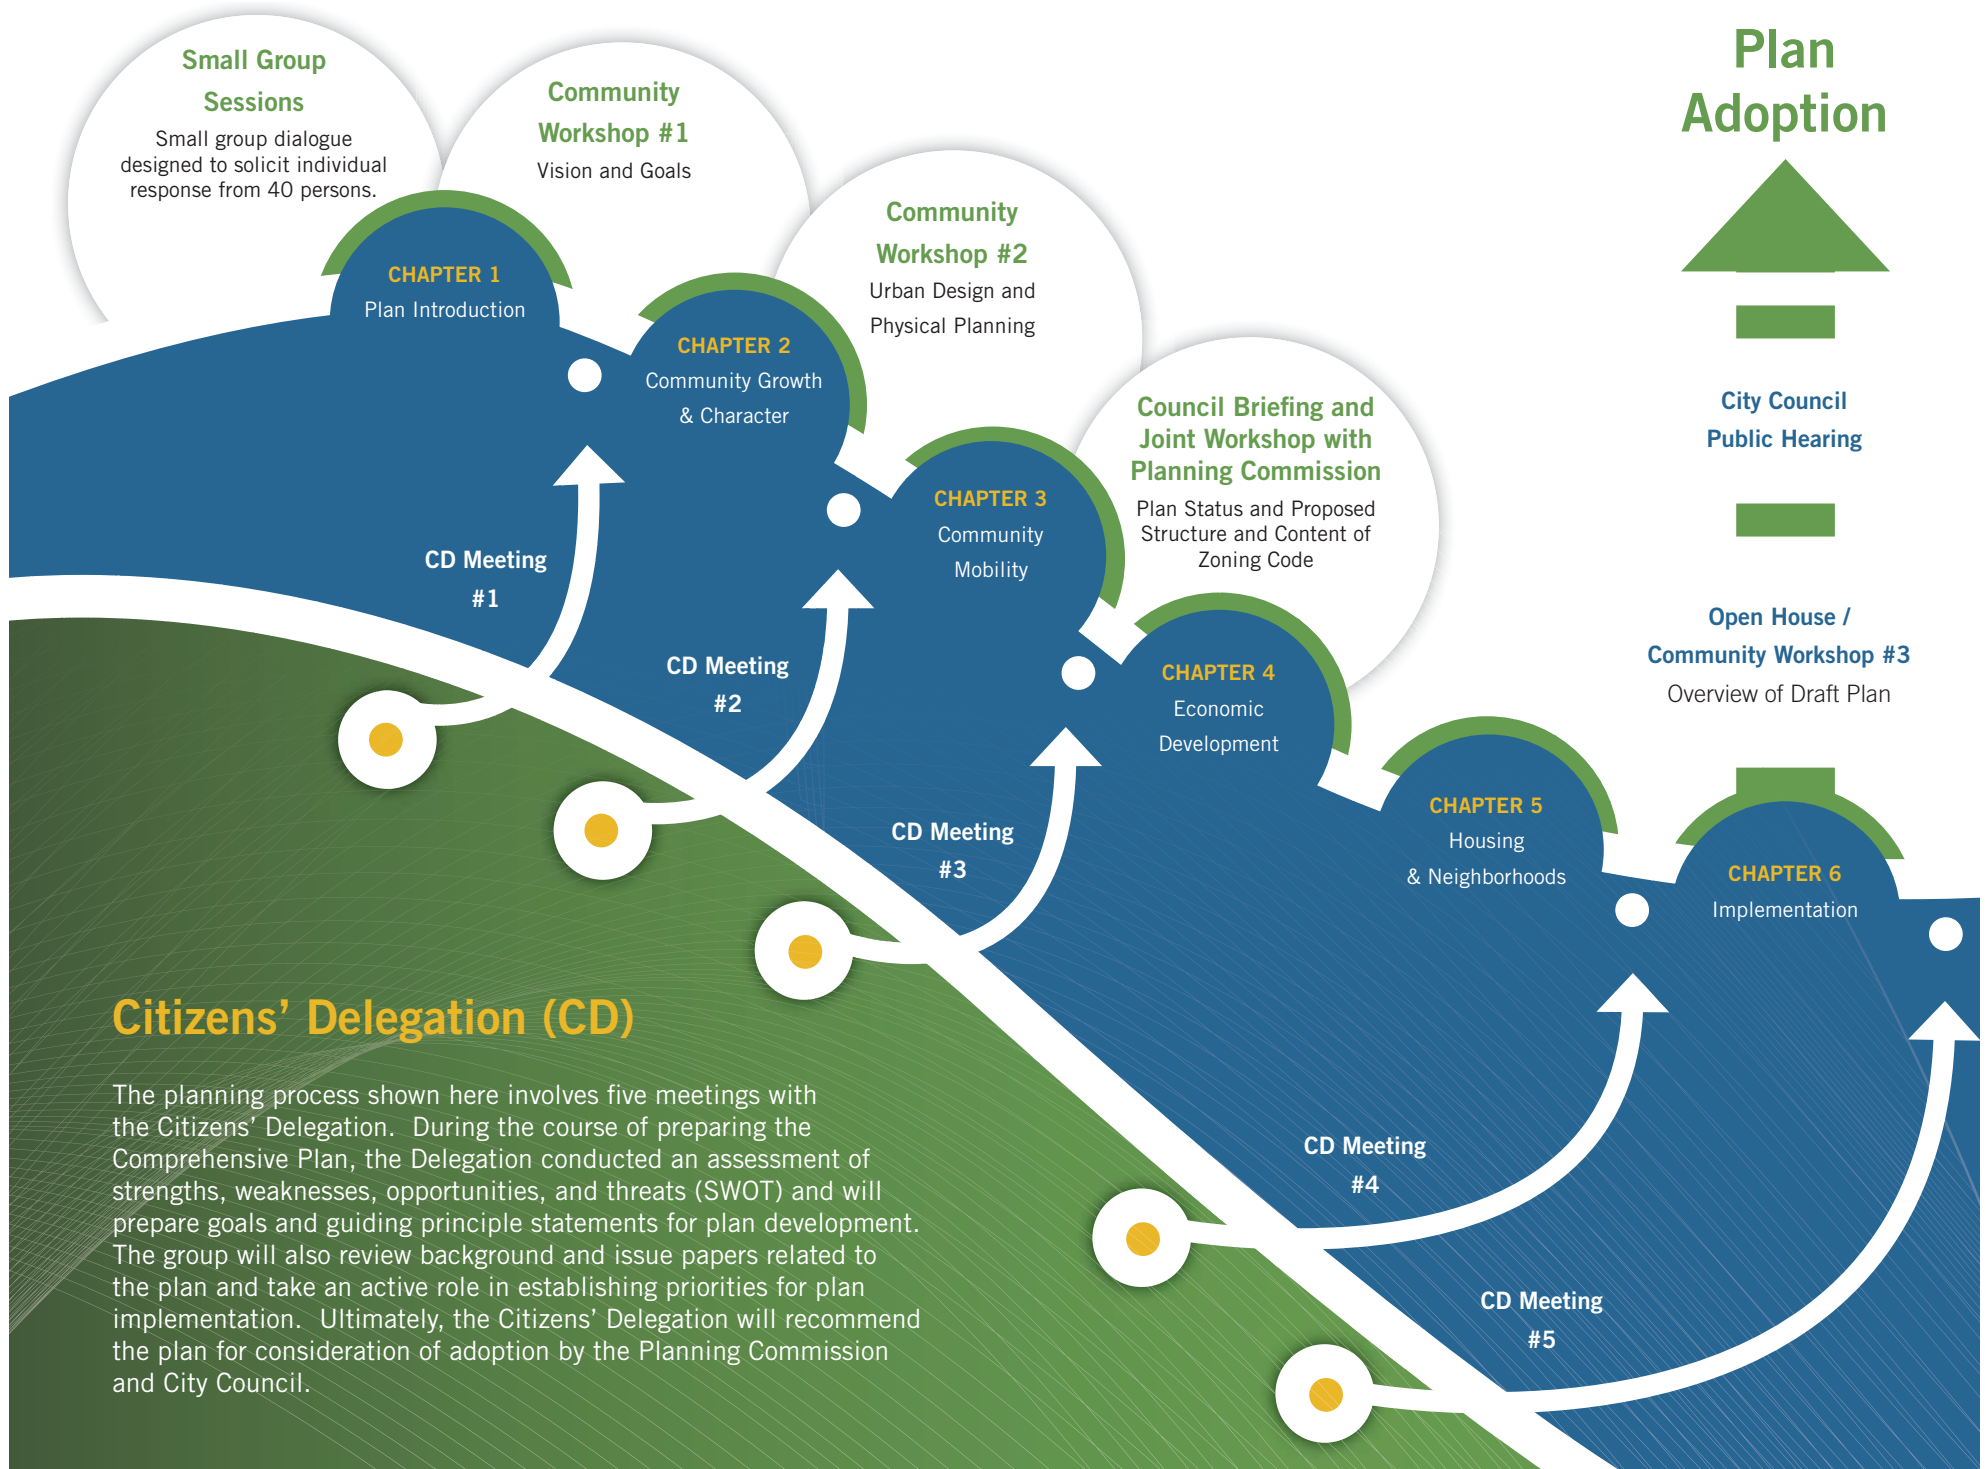 Small Group
Sessions
Small group dialogue
designed to solicit individual
response from 40 persons.
Community
Workshop #1
Vision and Goals
Community
Workshop #2
Urban Design and
Physical Planning
Council Briefing and
Joint Workshop with
Planning Commission
Plan Status and Proposed
Structure and Content of
Zoning Code
Plan
Adoption
City Council
Public Hearing
Open House /
Community Workshop #3
Overview of Draft Plan
CHAPTER 1
Plan Introduction
CHAPTER 2
Community Growth
& Character
CHAPTER 3
Community
Mobility
CHAPTER 4
Economic
Development
CHAPTER 5
Housing
& Neighborhoods
CHAPTER 6
Implementation
CD Meeting
#1
CD Meeting
#2
CD Meeting
#3
CD Meeting
#4
CD Meeting
#5
Citizens’ Delegation (CD)
The planning process shown here involves five meetings with
the Citizens’ Delegation.  During the course of preparing the
Comprehensive Plan, the Delegation conducted an assessment of
strengths, weaknesses, opportunities, and threats (SWOT) and will
prepare goals and guiding principle statements for plan development.
The group will also review background and issue papers related to
the plan and take an active role in establishing priorities for plan
implementation.  Ultimately, the Citizens’ Delegation will recommend
the plan for consideration of adoption by the Planning Commission
and City Council.